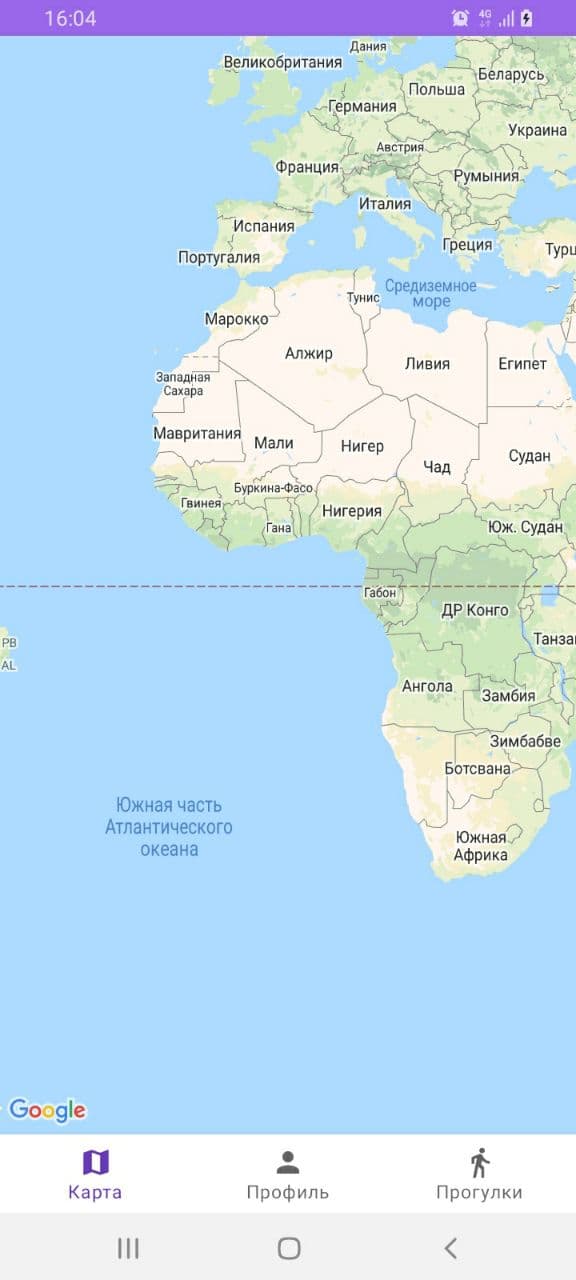 16:04
4G
Дания
Великобритания
Беларусь
Польша
Германия
Украина
Австрия
Франция
Румыния
Италия
Испания
Греция
Турц
Португалия
Средиземное
море
Тунис
Марокко
Алжир
Ливия
Египет
Западная
Сахара
Мавритания
Мали
Нигер
Судан
Чад
Буркина-Фасо
Гвинея
Нигерия
Гана
Юж. Судан
Габон
ДР Конго
PB
Танза
AL
Ангола
Замбия
Зимбабве
Ботсвана
Южная часть
Атлантического
океана
Южная
Африка
Google
Карта
Профиль
Прогулки